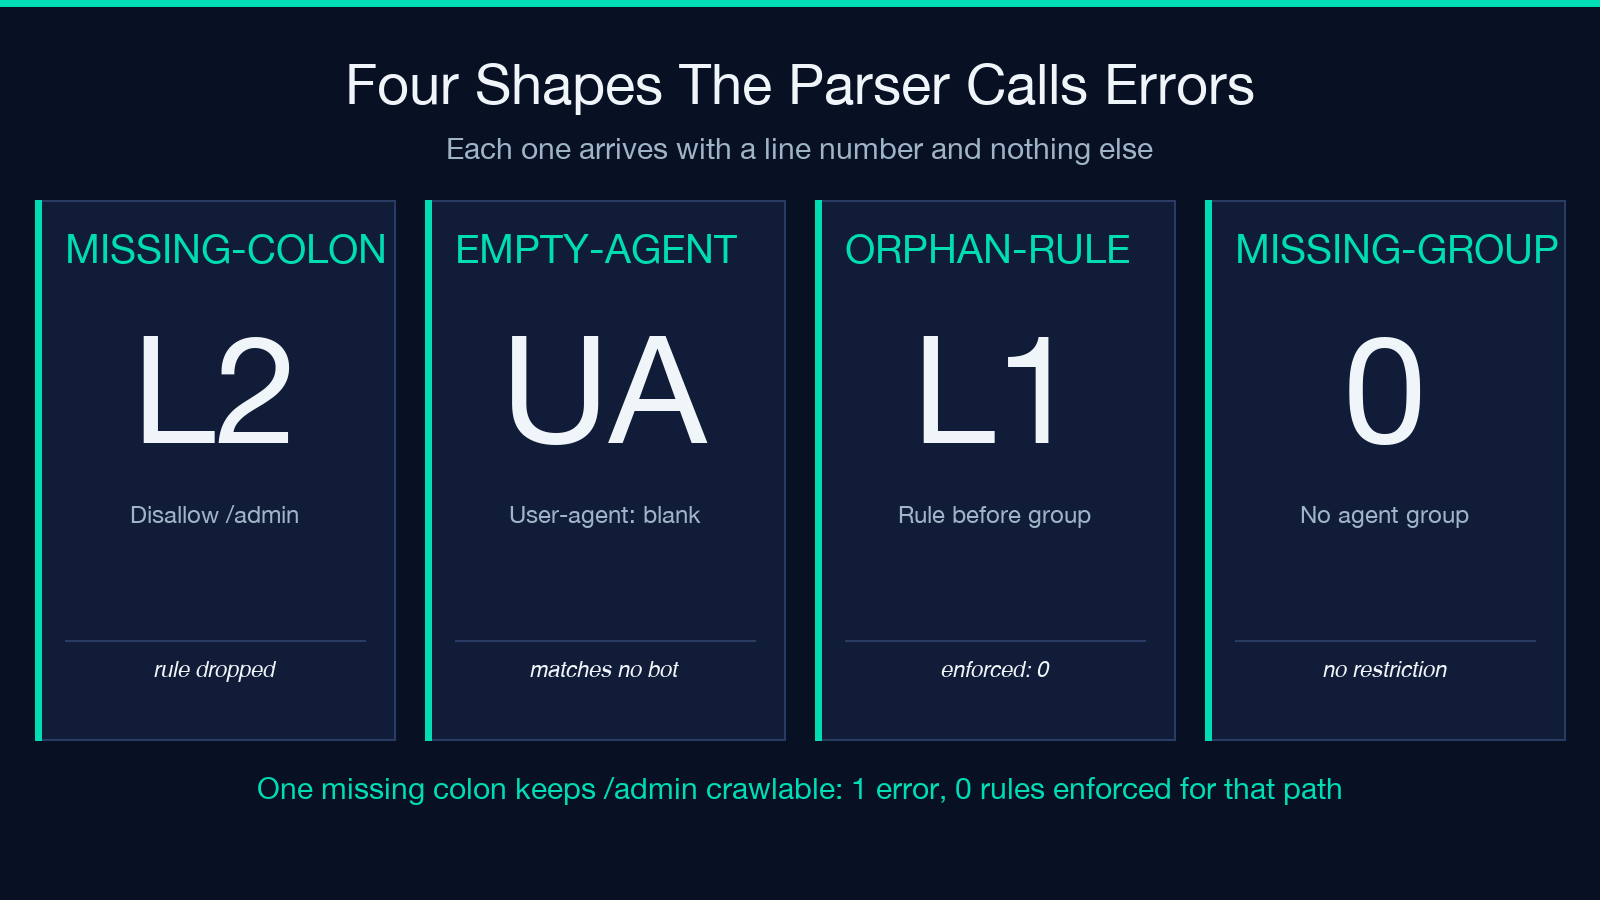 Four Shapes The Parser Calls Errors
Each one arrives with a line number and nothing else
MISSING-COLON
L2
Disallow /admin
rule dropped
EMPTY-AGENT
UA
User-agent: blank
matches no bot
ORPHAN-RULE
L1
Rule before group
enforced: 0
MISSING-GROUP
0
No agent group
no restriction
One missing colon keeps /admin crawlable: 1 error, 0 rules enforced for that path